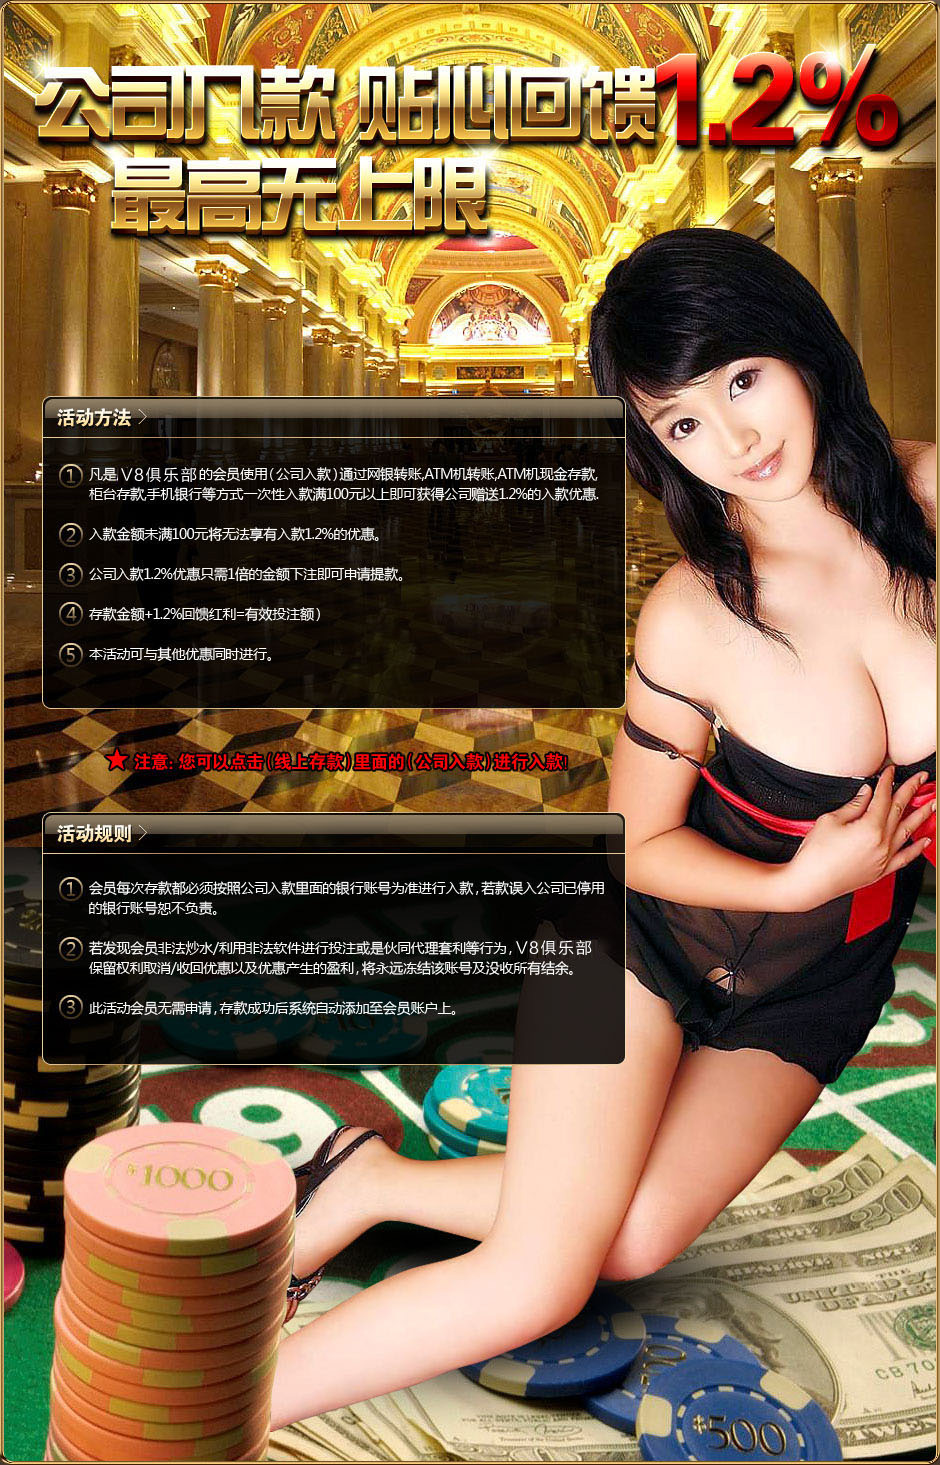 公司入款 贴心回馈1.2%
最高无上限
活动方法
1 凡是V8俱乐部的会员使用(公司入款)通过网银转账,ATM机转账,ATM机现金存款,
柜台存款,手机银行等方式一次性入款满100元以上即可获得公司赠送1.2%的入款优惠.
2 入款金额未满100元将无法享有入款1.2%的优惠。
3 公司入款1.2%优惠只需1倍的金额下注即可申请提款。
4 存款金额+1.2%回馈红利=有效投注额)
5 本活动可与其他优惠同时进行。
★ 注意: 您可以点击(线上存款)里面的(公司入款)进行入款!
活动规则
1 会员每次存款都必须按照公司入款里面的银行账号为准进行入款,若款误入公司已停用
的银行账号恕不负责。
2 若发现会员非法炒水/利用非法软件进行投注或是伙同代理套利等行为,V8俱乐部
保留权利取消/收回优惠以及优惠产生的盈利,将永远冻结该账号及没收所有结余。
3 此活动会员无需申请,存款成功后系统自动添加至会员账户上。
$1000
20
20
$500